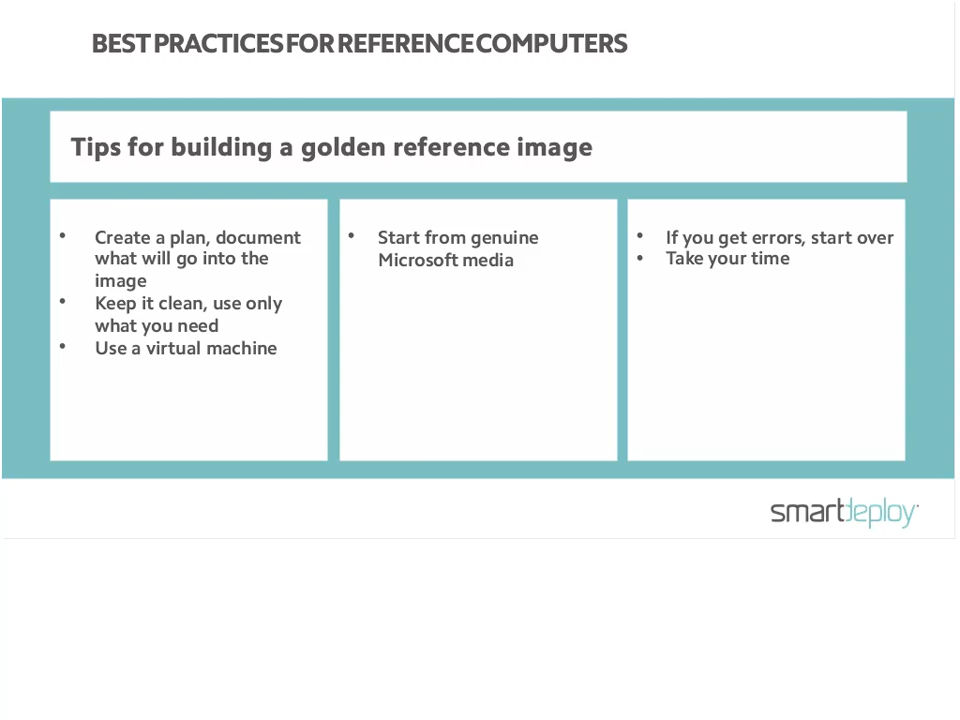 BEST PRACTICES FOR REFERENCE COMPUTERS
Tips for building a golden reference image
• Create a plan, document
what will go into the
image
• Keep it clean, use only
what you need
• Use a virtual machine
• Start from genuine
Microsoft media
• If you get errors, start over
• Take your time
smartdeploy